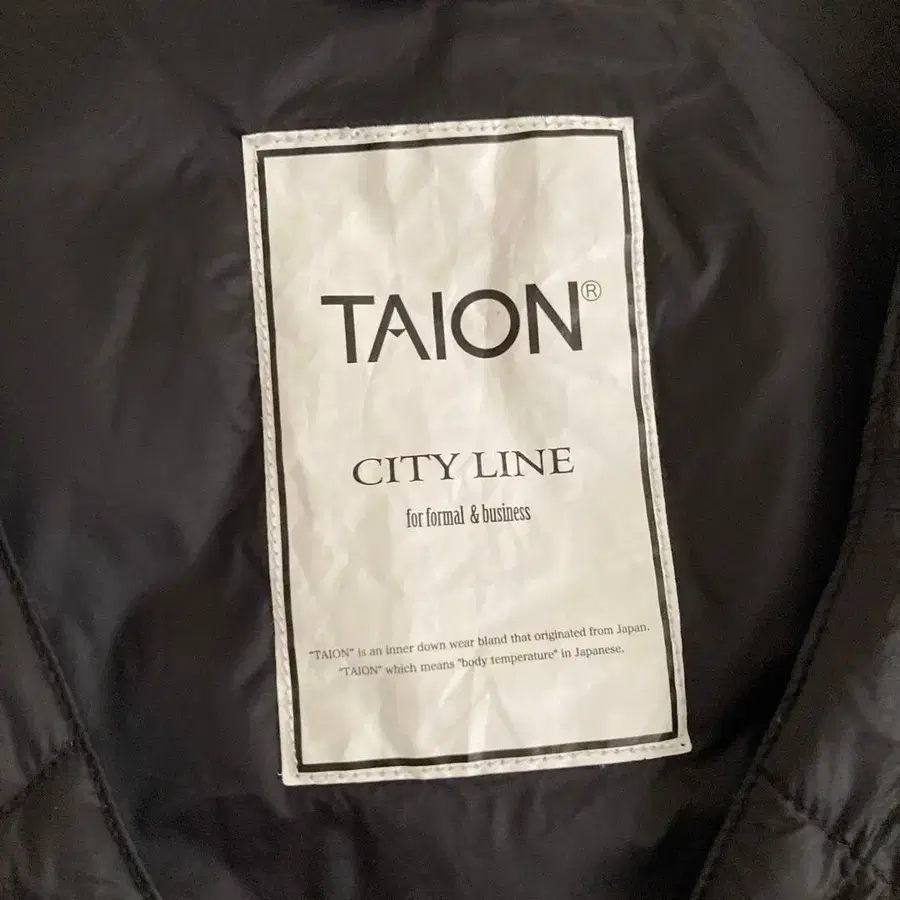 TAION®
CITY LINE
for formal & business
"TAION" is an inner down wear bland that originated from Japan.
"TAION" which means "body temperature" in Japanese.